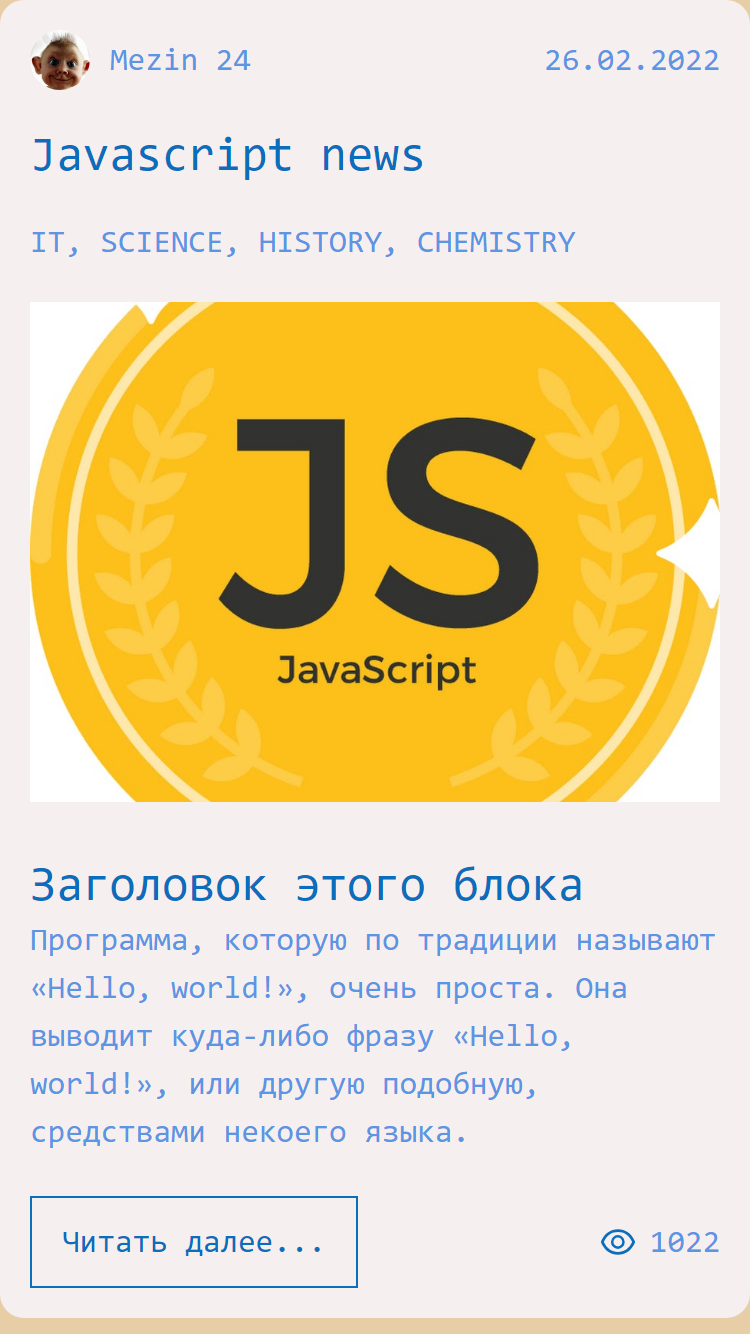 Mezin 24 26.02.2022
Javascript news
IT, SCIENCE, HISTORY, CHEMISTRY
JS
JavaScript
Заголовок этого блока
Программа, которую по традиции называют
«Hello, world!», очень проста. Она
выводит куда-либо фразу «Hello,
world!», или другую подобную,
средствами некоего языка.
Читать далее... 1022